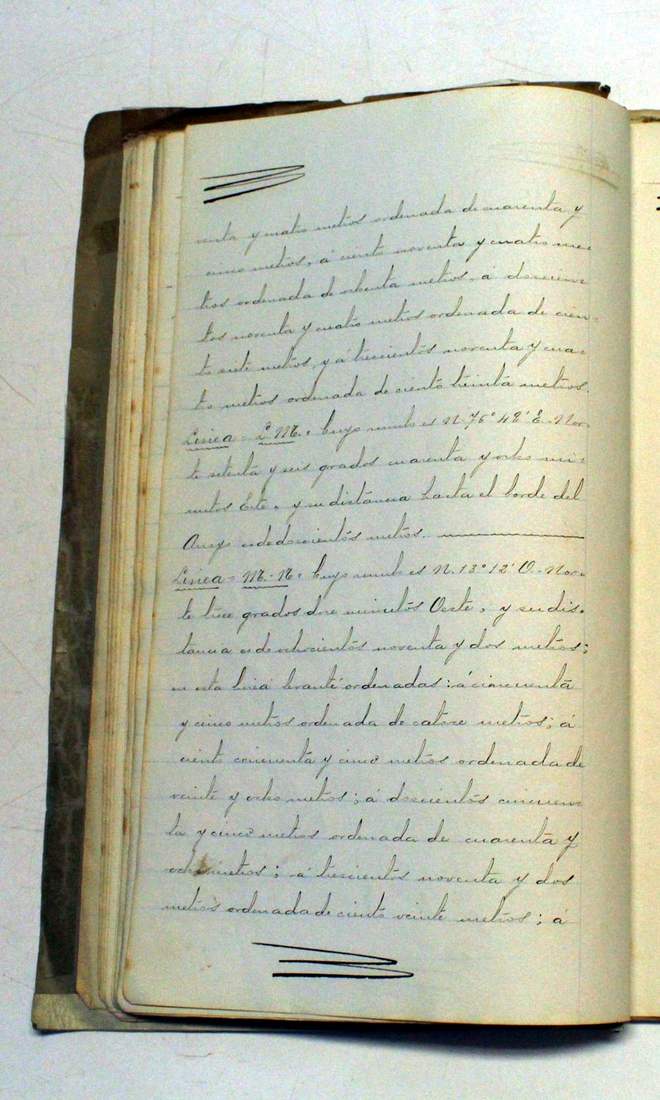 venta y cuatro metros ordenada de cuarenta y
cinco metros, á ciento noventa y cuatro me-
tros ordenada de ochenta metros, á doscien-
tos noventa y cuatro metros ordenada de cien-
to siete metros, y á trescientos noventa y cua-
tro metros ordenada de ciento treinta metros.
Linea = L.M. = Cuyo rumbo es N. 76° 48' E. Nor-
te setenta y seis grados cuarenta y ocho mi-
nutos Este, y su distancia hasta el borde del
Arroyo es de doscientos metros.
Linea = M.-N. = Cuyo rumbo es N. 13° 12' O. Nor-
te trece grados doce minutos Oeste, y su dis-
tancia es de ochocientos noventa y dos metros;
en esta linia levanté ordenadas: á cincuenta
y cinco metros ordenada de catorce metros; á
ciento cincuenta y cinco metros ordenada de
veinte y ocho metros; á doscientos cincuen-
ta y cinco metros ordenada de cuarenta y
ocho metros; á trescientos noventa y dos
metros ordenada de ciento veinte metros; á